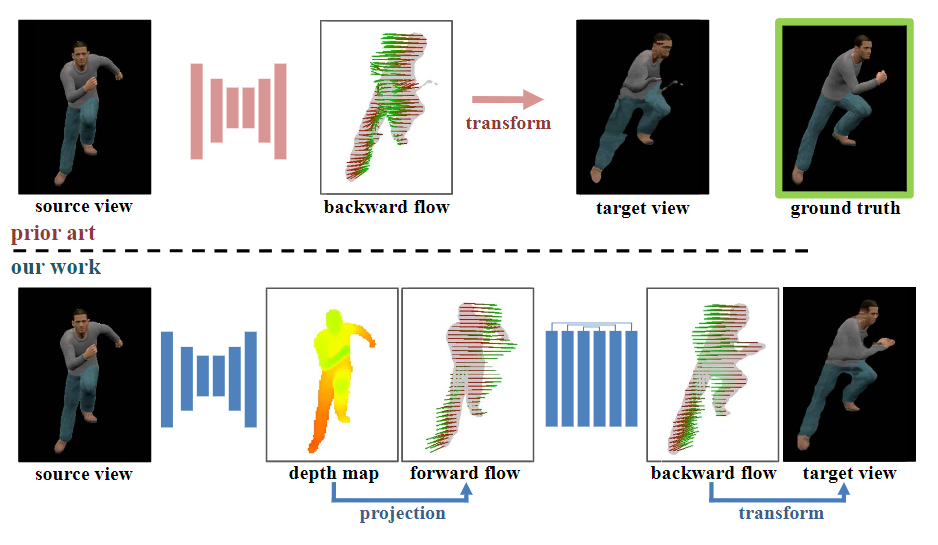 transform
source view
backward flow
target view
ground truth
prior art
our work
source view
depth map
forward flow
backward flow
target view
projection
transform